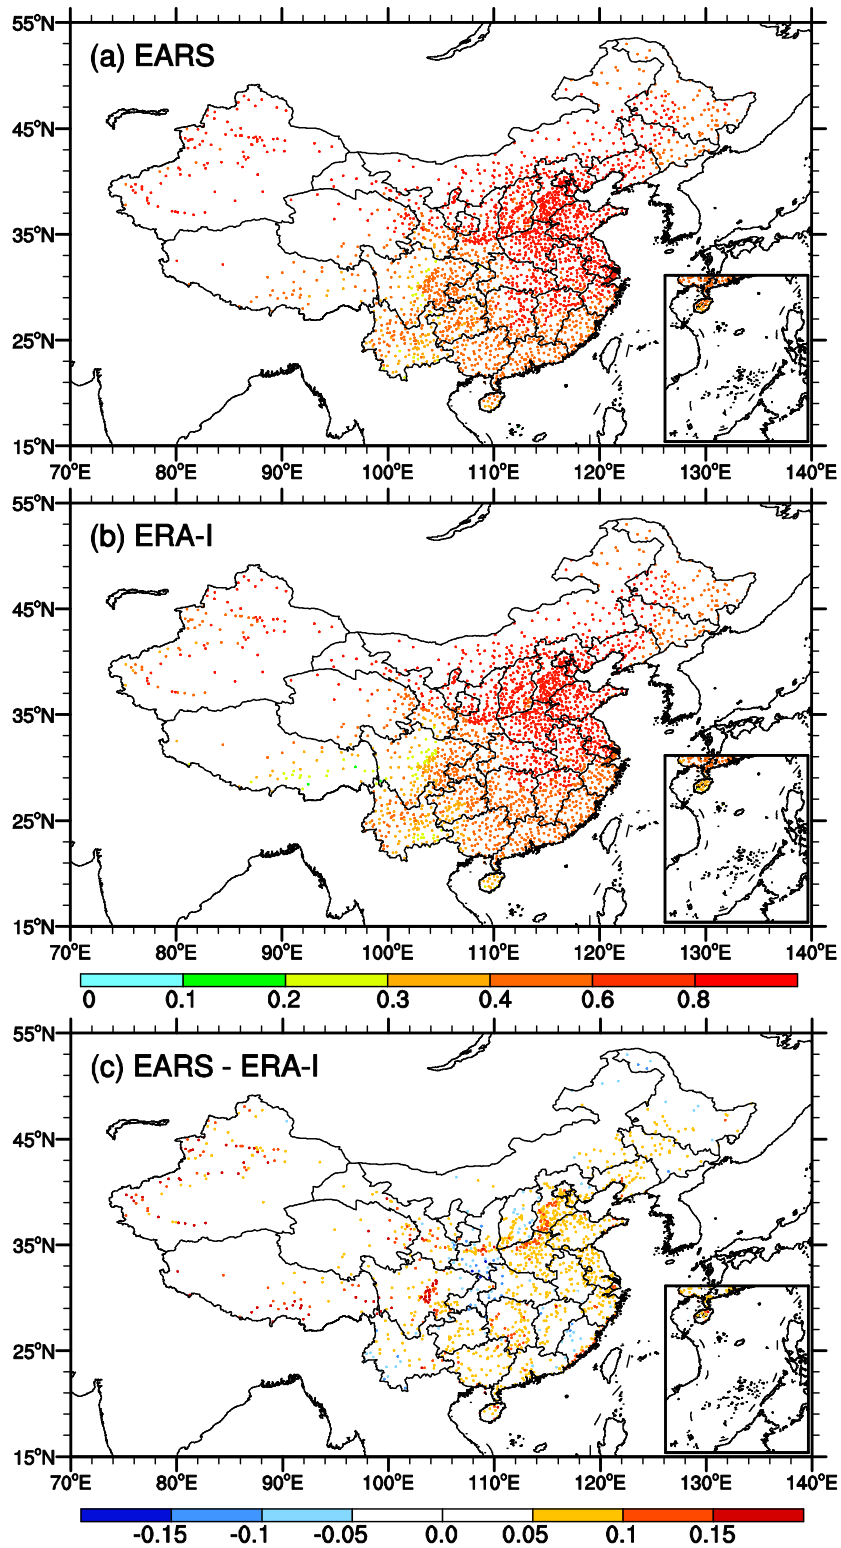 55°N
(a) EARS
45°N
35°N
25°N
15°N
70°E 80°E 90°E 100°E 110°E 120°E 130°E 140°E
55°N
(b) ERA-I
45°N
35°N
25°N
15°N
70°E 80°E 90°E 100°E 110°E 120°E 130°E 140°E
0 0.1 0.2 0.3 0.4 0.6 0.8
55°N
(c) EARS - ERA-I
45°N
35°N
25°N
15°N
70°E 80°E 90°E 100°E 110°E 120°E 130°E 140°E
-0.15 -0.1 -0.05 0.0 0.05 0.1 0.15